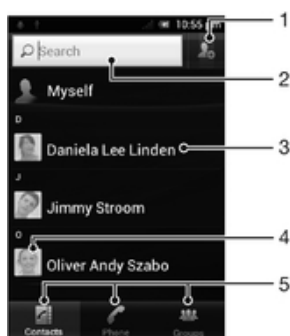 10:55 pm
1
Search
2
Myself
D
Daniela Lee Linden
3
J
Jimmy Stroom
O
4
Oliver Andy Szabo
5
Contacts
Phone
Groups